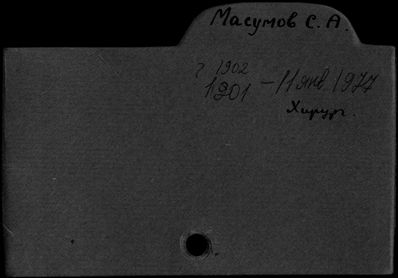 Масумов С. А.
? 1902
1901 - 11 янв. 1977
Хирург.